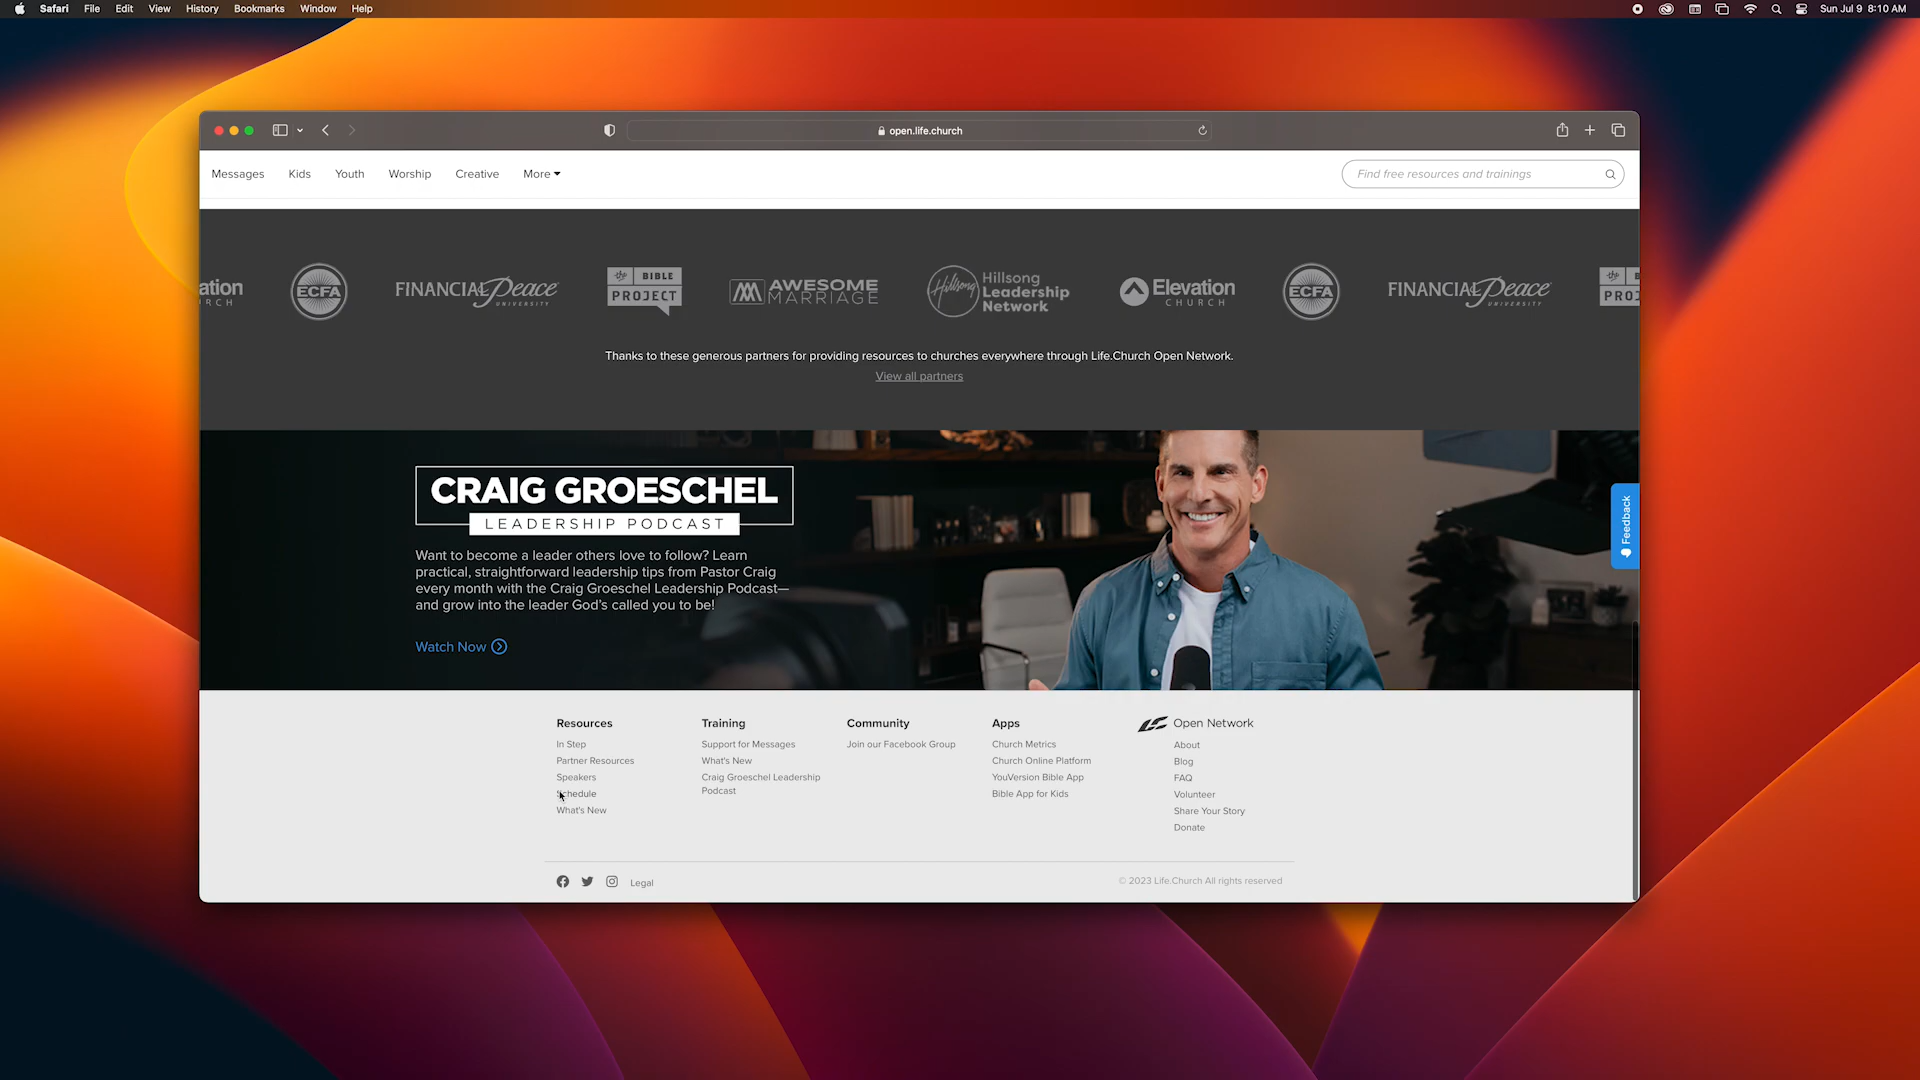 Safari File Edit View History Bookmarks Window Help
Sun Jul 9 8:10 AM
open.life.church
Messages Kids Youth Worship Creative More
Find free resources and trainings
ation
RCH
ECFA
FINANCIAL Peace
UNIVERSITY
the BIBLE
PROJECT
AWESOME
MARRIAGE
Hillsong
Hillsong
Leadership
Network
Elevation
CHURCH
ECFA
FINANCIAL Peace
UNIVERSITY
the B
PROJ
Thanks to these generous partners for providing resources to churches everywhere through Life.Church Open Network.
View all partners
CRAIG GROESCHEL
LEADERSHIP PODCAST
Want to become a leader others love to follow? Learn
practical, straightforward leadership tips from Pastor Craig
every month with the Craig Groeschel Leadership Podcast—
and grow into the leader God's called you to be!
Watch Now
Feedback
Resources
In Step
Partner Resources
Speakers
Schedule
What's New
Training
Support for Messages
What's New
Craig Groeschel Leadership
Podcast
Community
Join our Facebook Group
Apps
Church Metrics
Church Online Platform
YouVersion Bible App
Bible App for Kids
Open Network
About
Blog
FAQ
Volunteer
Share Your Story
Donate
Legal
© 2023 Life.Church All rights reserved